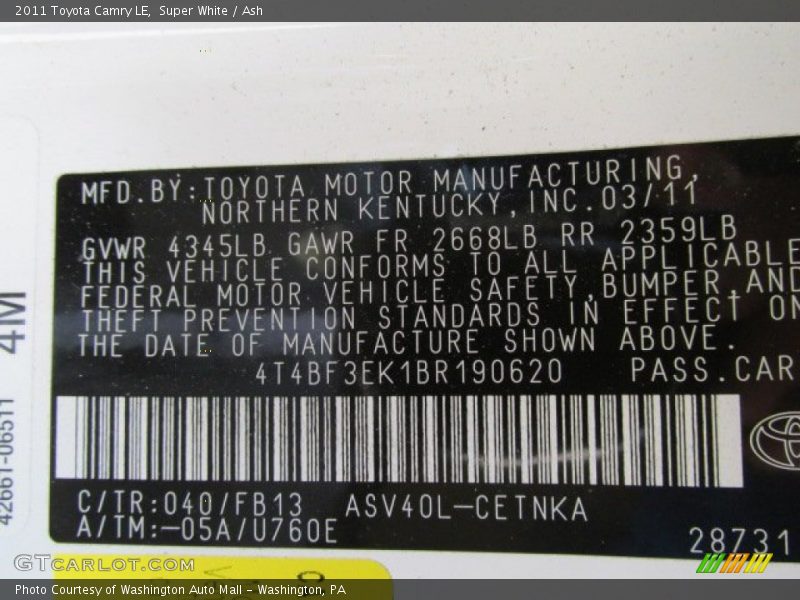 2011 Toyota Camry LE, Super White / Ash
MFD.BY:TOYOTA MOTOR MANUFACTURING,
NORTHERN KENTUCKY,INC.03/11
GVWR 4345LB GAWR FR 2668LB RR 2359LB
THIS VEHICLE CONFORMS TO ALL APPLICABLE
FEDERAL MOTOR VEHICLE SAFETY,BUMPER,AND
THEFT PREVENTION STANDARDS IN EFFECT ON
THE DATE OF MANUFACTURE SHOWN ABOVE.
4T4BF3EK1BR190620 PASS.CAR
C/TR:040/FB13 ASV40L-CETNKA
A/TM:-05A/U760E
28731
42661-06511 4M
GTCARLOT.COM
Photo Courtesy of Washington Auto Mall - Washington, PA